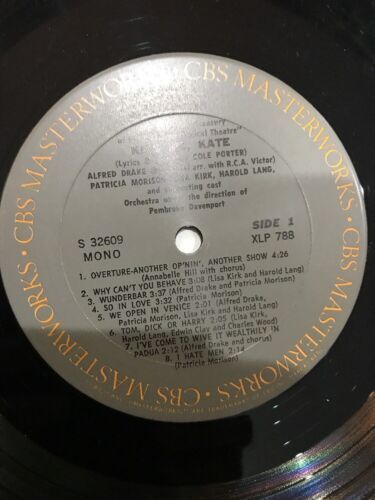 CBS MASTERWORKS · CBS MASTERWORKS · CBS MASTERWORKS ·
Theatre"
KATE
(Lyrics COLE PORTER)
ALFRED DRAKE arr. with R.C.A. Victor)
PATRICIA MORISON, KIRK, HAROLD LANG,
and cast
Orchestra the direction of
Pembroke Davenport
S 32609
MONO
SIDE 1
XLP 788
1. OVERTURE-ANOTHER OP'NIN', ANOTHER SHOW 4:26
(Annabelle Hill with chorus)
2. WHY CAN'T YOU BEHAVE 3:08 (Lisa Kirk and Harold Lang)
3. WUNDERBAR 3:37 (Alfred Drake and Patricia Morison)
4. SO IN LOVE 3:32 (Patricia Morison)
5. WE OPEN IN VENICE 2:01 (Alfred Drake,
Patricia Morison, Lisa Kirk and Harold Lang)
6. TOM, DICK OR HARRY 2:05 (Lisa Kirk,
Harold Lang, Edwin Clay and Charles Wood)
7. I'VE COME TO WIVE IT WEALTHILY IN
PADUA 2:12 (Alfred Drake and chorus)
8. I HATE MEN 2:14
(Patricia Morison)